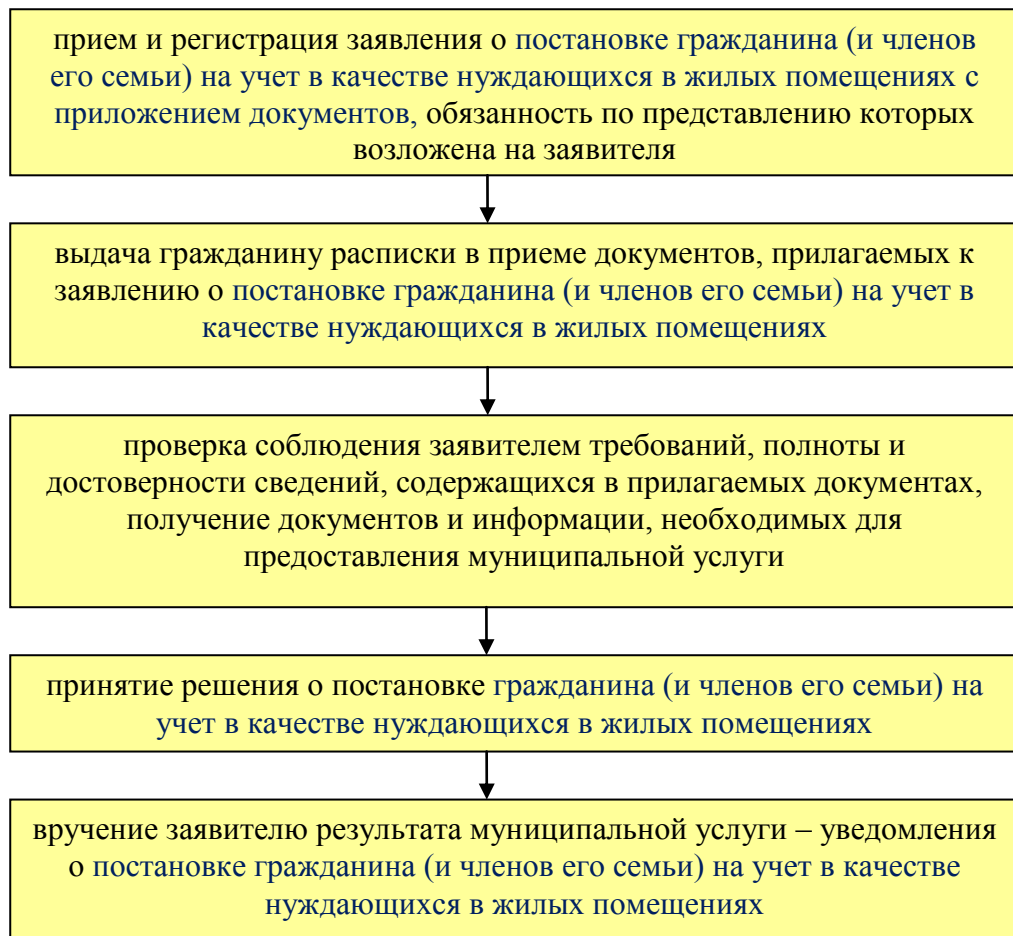 прием и регистрация заявления о постановке гражданина (и членов
его семьи) на учет в качестве нуждающихся в жилых помещениях с
приложением документов, обязанность по представлению которых
возложена на заявителя
выдача гражданину расписки в приеме документов, прилагаемых к
заявлению о постановке гражданина (и членов его семьи) на учет в
качестве нуждающихся в жилых помещениях
проверка соблюдения заявителем требований, полноты и
достоверности сведений, содержащихся в прилагаемых документах,
получение документов и информации, необходимых для
предоставления муниципальной услуги
принятие решения о постановке гражданина (и членов его семьи) на
учет в качестве нуждающихся в жилых помещениях
вручение заявителю результата муниципальной услуги – уведомления
о постановке гражданина (и членов его семьи) на учет в качестве
нуждающихся в жилых помещениях